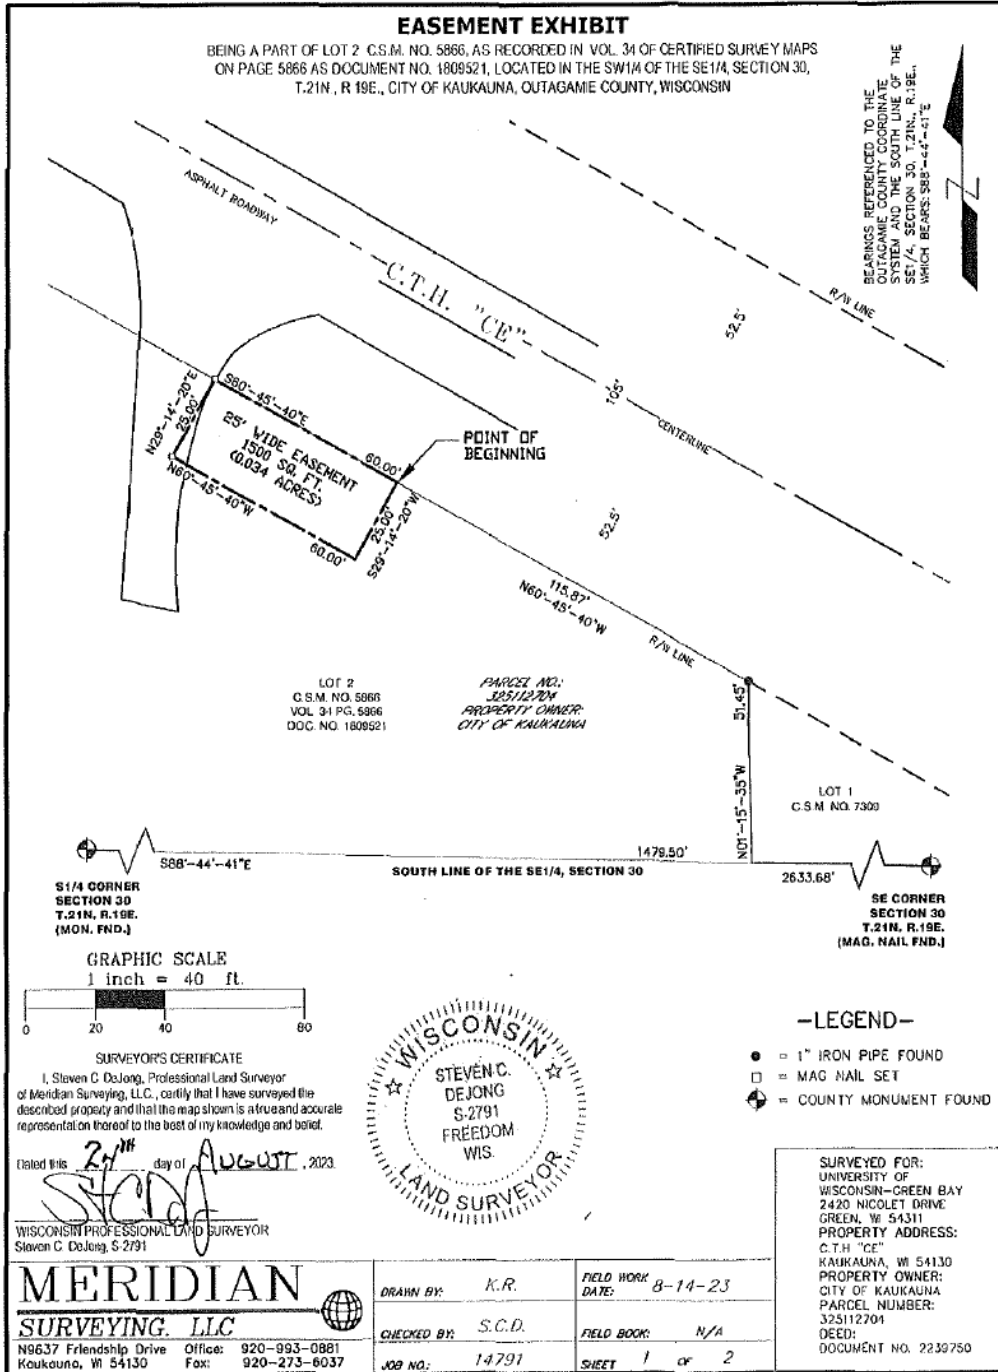 EASEMENT EXHIBIT
BEING A PART OF LOT 2 C.S.M. NO. 5866, AS RECORDED IN VOL. 34 OF CERTIFIED SURVEY MAPS
ON PAGE 5866 AS DOCUMENT NO. 1809521, LOCATED IN THE SW1/4 OF THE SE1/4, SECTION 30,
T.21N., R 19E., CITY OF KAUKAUNA, OUTAGAMIE COUNTY, WISCONSIN
BEARINGS REFERENCED TO THE
OUTAGAMIE COUNTY COORDINATE
SYSTEM AND THE SOUTH LINE OF THE
SE1/4, SECTION 30, T.21N., R.19E.,
WHICH BEARS: S88°-44'-41"E
Z
ASPHALT ROADWAY
C.T.H. "CE"
R/W LINE
52.5'
105'
CENTERLINE
52.5'
S80°-45'-40"E
60.00'
N29°-14'-20"E
25.00'
25' WIDE EASEMENT
1500 SQ. FT.
(0.034 ACRES)
N60°-45'-40"W
60.00'
25.00'
S29°-14'-20"W
POINT OF
BEGINNING
115.87'
N60°-45'-40"W
R/W LINE
LOT 2
C.S.M. NO. 5866
VOL. 34 PG. 5866
DOC. NO. 1809521
PARCEL NO.:
325112704
PROPERTY OWNER:
CITY OF KAUKAUNA
51.45'
N01°-15'-35"W
LOT 1
C.S.M. NO. 7309
S88°-44'-41"E
1479.50'
SOUTH LINE OF THE SE1/4, SECTION 30
2633.68'
S1/4 CORNER
SECTION 30
T.21N, R.19E.
(MON. FND.)
SE CORNER
SECTION 30
T.21N. R.19E.
(MAG. NAIL FND.)
GRAPHIC SCALE
1 inch = 40 ft.
0 20 40 80
SURVEYOR'S CERTIFICATE
I, Steven C. DeJong, Professional Land Surveyor
of Meridian Surveying, LLC., certify that I have surveyed the
described property and that the map shown is a true and accurate
representation thereof to the best of my knowledge and belief.
Dated this 24TH day of AUGUST, 2023.
WISCONSIN PROFESSIONAL LAND SURVEYOR
Steven C. DeJong, S-2791
WISCONSIN
STEVEN C.
DEJONG
S-2791
FREEDOM
WIS.
LAND SURVEYOR
-LEGEND-
= 1" IRON PIPE FOUND
= MAG NAIL SET
= COUNTY MONUMENT FOUND
SURVEYED FOR:
UNIVERSITY OF
WISCONSIN-GREEN BAY
2420 NICOLET DRIVE
GREEN, WI 54311
PROPERTY ADDRESS:
C.T.H "CE"
KAUKAUNA, WI 54130
PROPERTY OWNER:
CITY OF KAUKAUNA
PARCEL NUMBER:
325112704
DEED:
DOCUMENT NO. 2239750
MERIDIAN
SURVEYING, LLC
N9637 Friendship Drive Office: 920-993-0881
Kaukauna, WI 54130 Fax: 920-273-6037
DRAWN BY: K.R.
CHECKED BY: S.C.D.
JOB NO.: 14791
FIELD WORK DATE: 8-14-23
FIELD BOOK: N/A
SHEET 1 OF 2